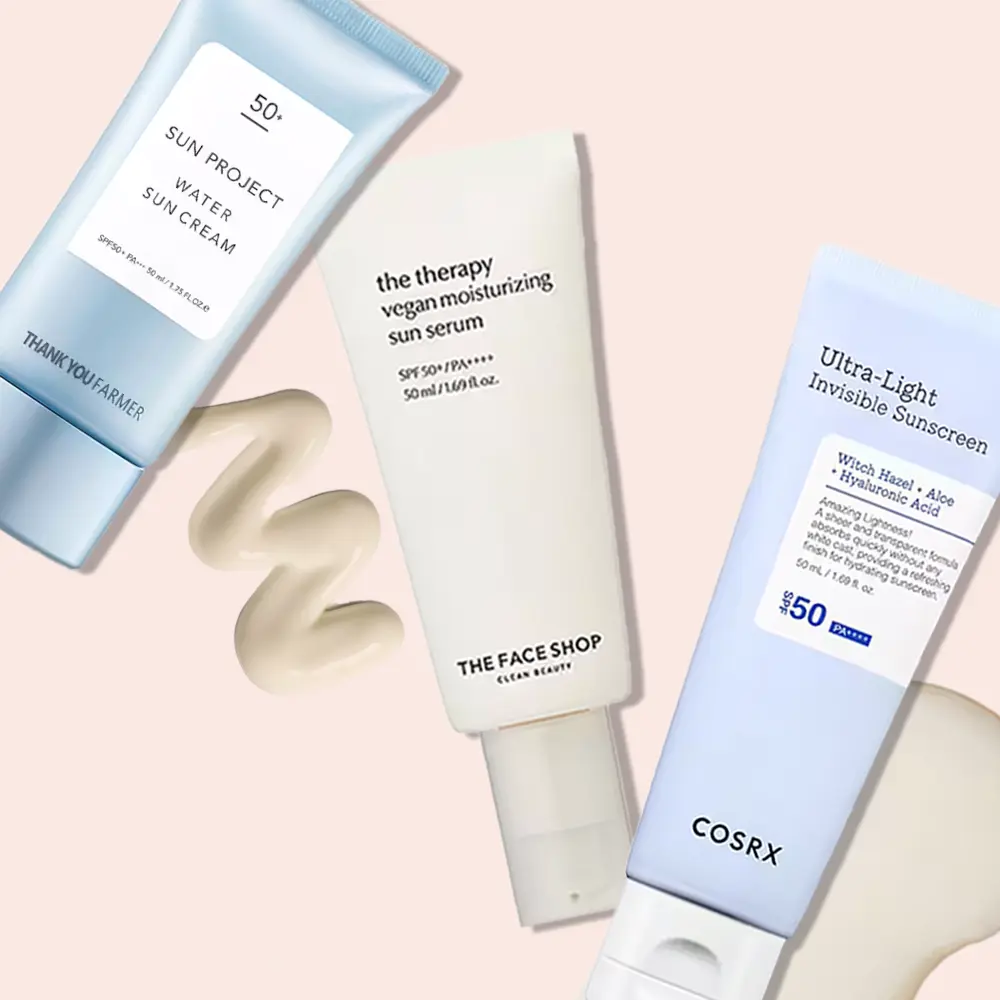 50+
SUN PROJECT
WATER
SUN CREAM
SPF50+ PA+++ 50 ml / 1.75 FL.OZ.e
THANK YOU FARMER
the therapy
vegan moisturizing
sun serum
SPF 50+ / PA++++
50 ml / 1.69 fl. oz.
THE FACE SHOP
CLEAN BEAUTY
Ultra-Light
Invisible Sunscreen
Witch Hazel + Aloe
+ Hyaluronic Acid
Amazing Lightness!
A sheer and transparent formula
absorbs quickly without any
white cast, providing a refreshing
finish for hydrating sunscreen.
50 mL / 1.69 fl. oz.
SPF 50 PA++++
COSRX